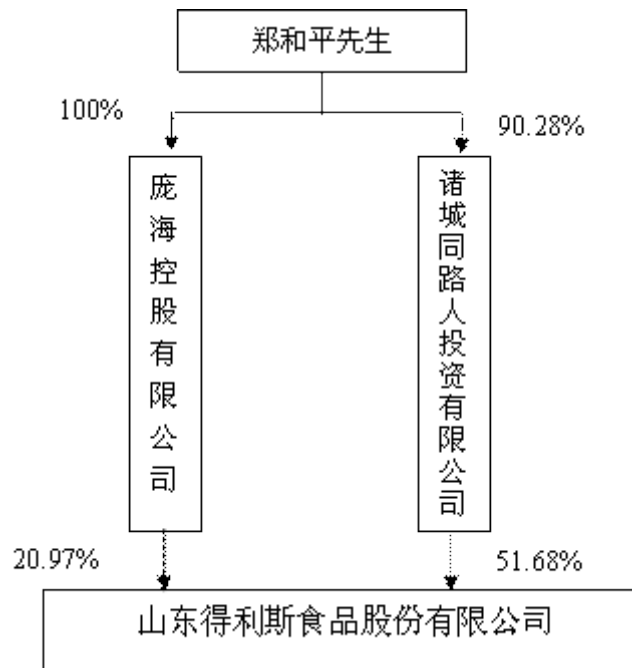 郑和平先生
100%
90.28%
庞海控股有限公司
诸城同路人投资有限公司
20.97%
51.68%
山东得利斯食品股份有限公司